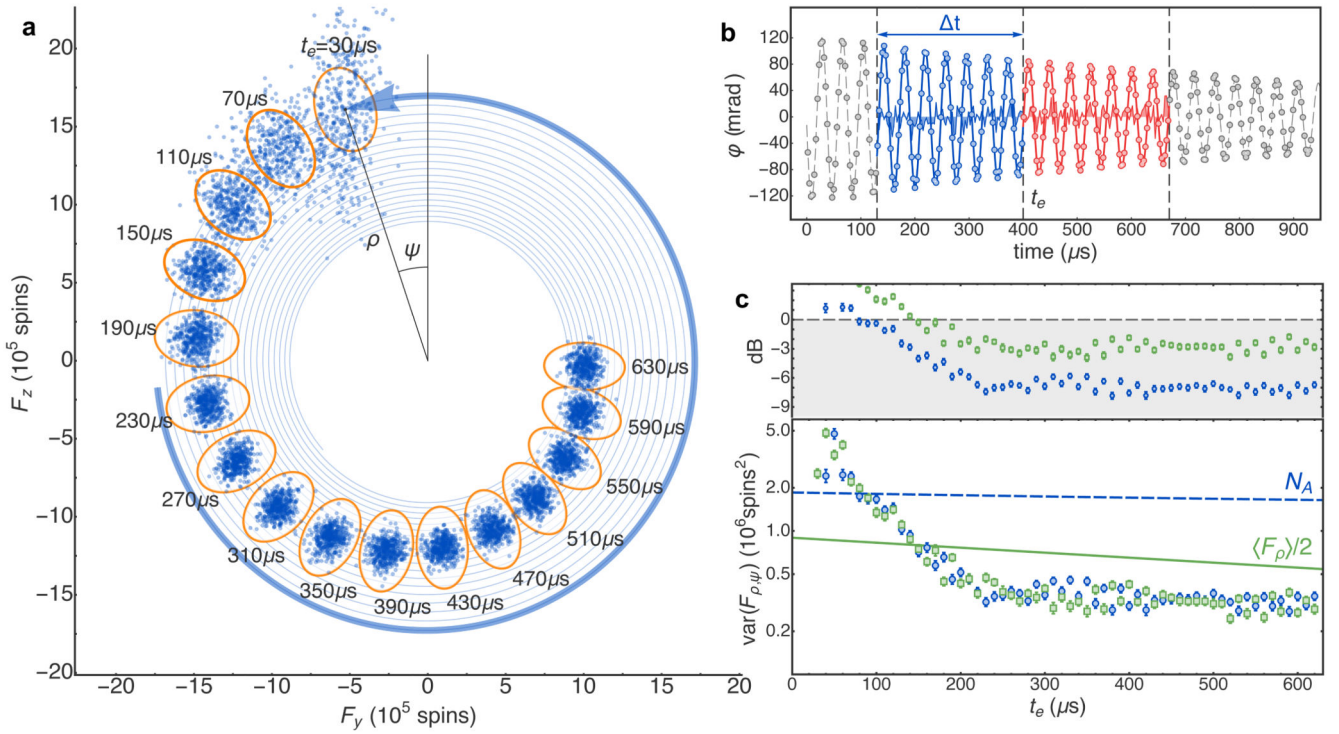 a
20
15
10
5
0
−5
−10
−15
−20
F_z (10^5 spins)
−20 −15 −10 −5 0 5 10 15 20
F_y (10^5 spins)
t_e=30μs
70μs
110μs
150μs
190μs
230μs
270μs
310μs
350μs
390μs
430μs
470μs
510μs
550μs
590μs
630μs
ρ
ψ
b
120
80
40
0
−40
−80
−120
φ (mrad)
Δt
t_e
0 100 200 300 400 500 600 700 800 900
time (μs)
c
0
−3
−6
−9
dB
5.0
2.0
1.0
0.5
0.2
var(F_ρ,ψ) (10^6 spins^2)
N_A
⟨F_ρ⟩/2
0 100 200 300 400 500 600
t_e (μs)